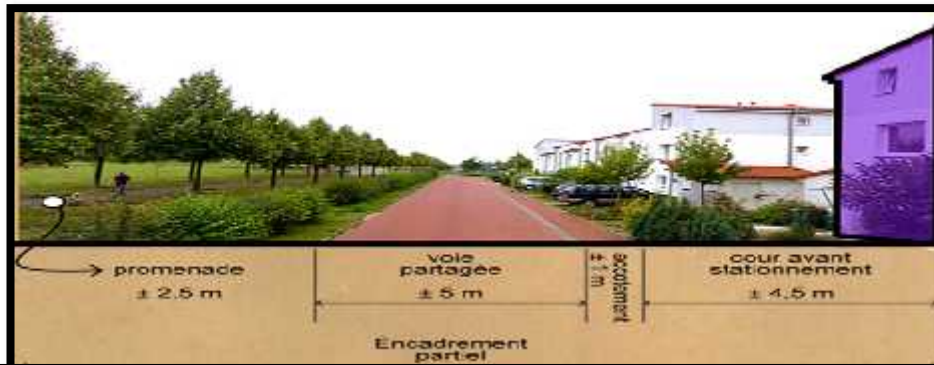 promenade
± 2.5 m
voie
partagée
± 5 m
accotement
± 1 m
cour avant
stationnement
± 4,5 m
Encadrement
partiel